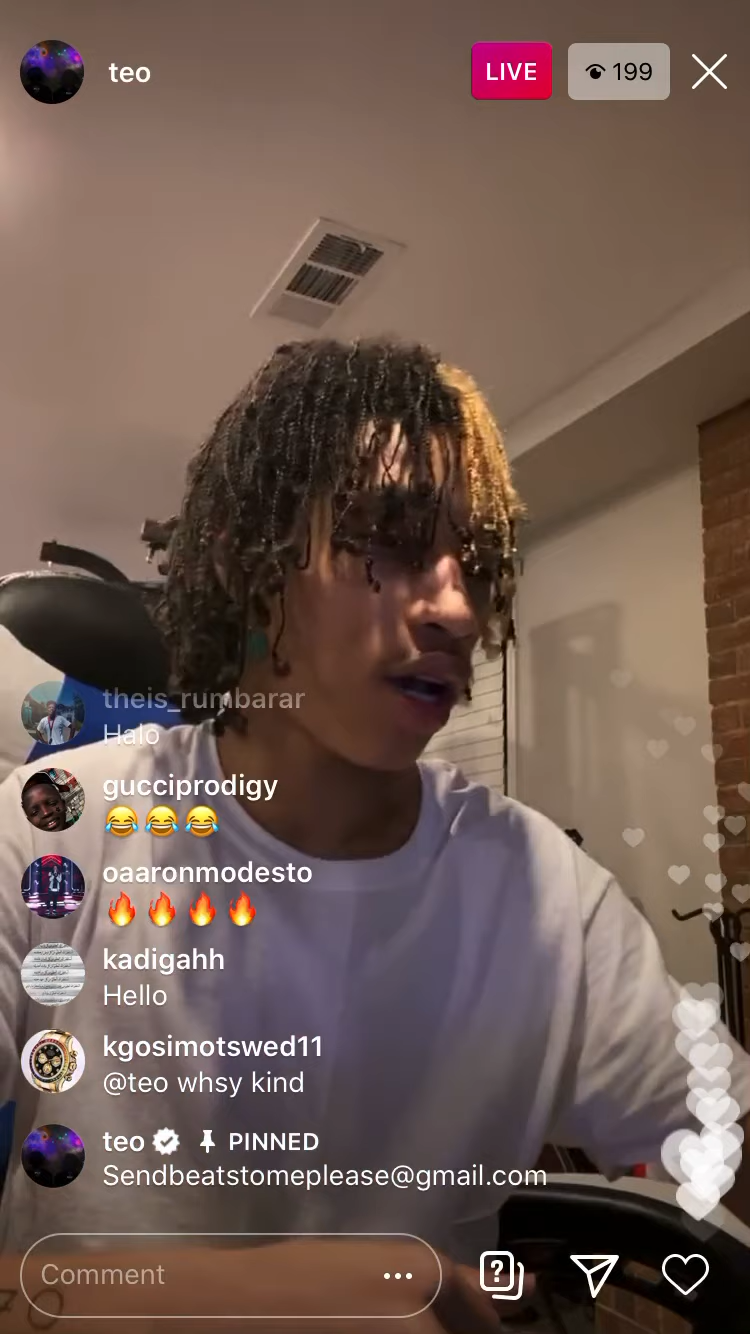 teo
LIVE
199
theis_rumbarar
Halo
gucciprodigy
😂😂😂
oaaronmodesto
🔥🔥🔥🔥
kadigahh
Hello
kgosimotswed11
@teo whsy kind
teo PINNED
Sendbeatstomeplease@gmail.com
Comment